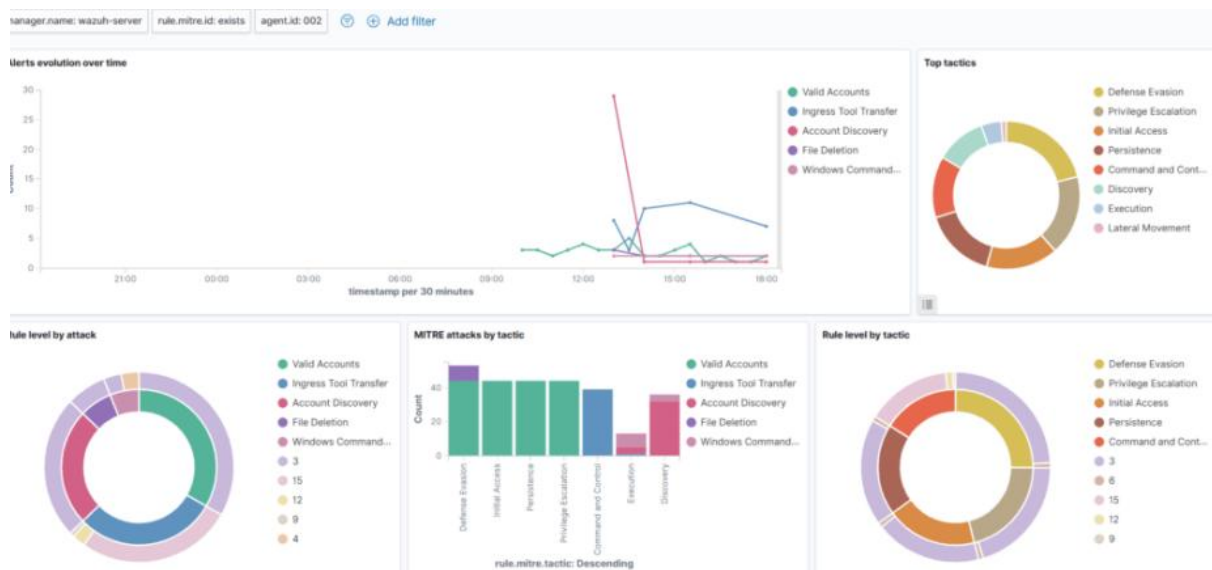 manager.name: wazuh-server rule.mitre.id: exists agent.id: 002 Add filter
Alerts evolution over time
30
25
20
15
10
5
0
Count
21:00 00:00 03:00 06:00 09:00 12:00 15:00 18:00
timestamp per 30 minutes
Valid Accounts
Ingress Tool Transfer
Account Discovery
File Deletion
Windows Command...
Top tactics
Defense Evasion
Privilege Escalation
Initial Access
Persistence
Command and Cont...
Discovery
Execution
Lateral Movement
Rule level by attack
Valid Accounts
Ingress Tool Transfer
Account Discovery
File Deletion
Windows Command...
3
15
12
9
4
MITRE attacks by tactic
Count
40
20
0
Defense Evasion
Initial Access
Persistence
Privilege Escalation
Command and Control
Execution
Discovery
rule.mitre.tactic: Descending
Valid Accounts
Ingress Tool Transfer
Account Discovery
File Deletion
Windows Command...
Rule level by tactic
Defense Evasion
Privilege Escalation
Initial Access
Persistence
Command and Cont...
3
6
15
12
9